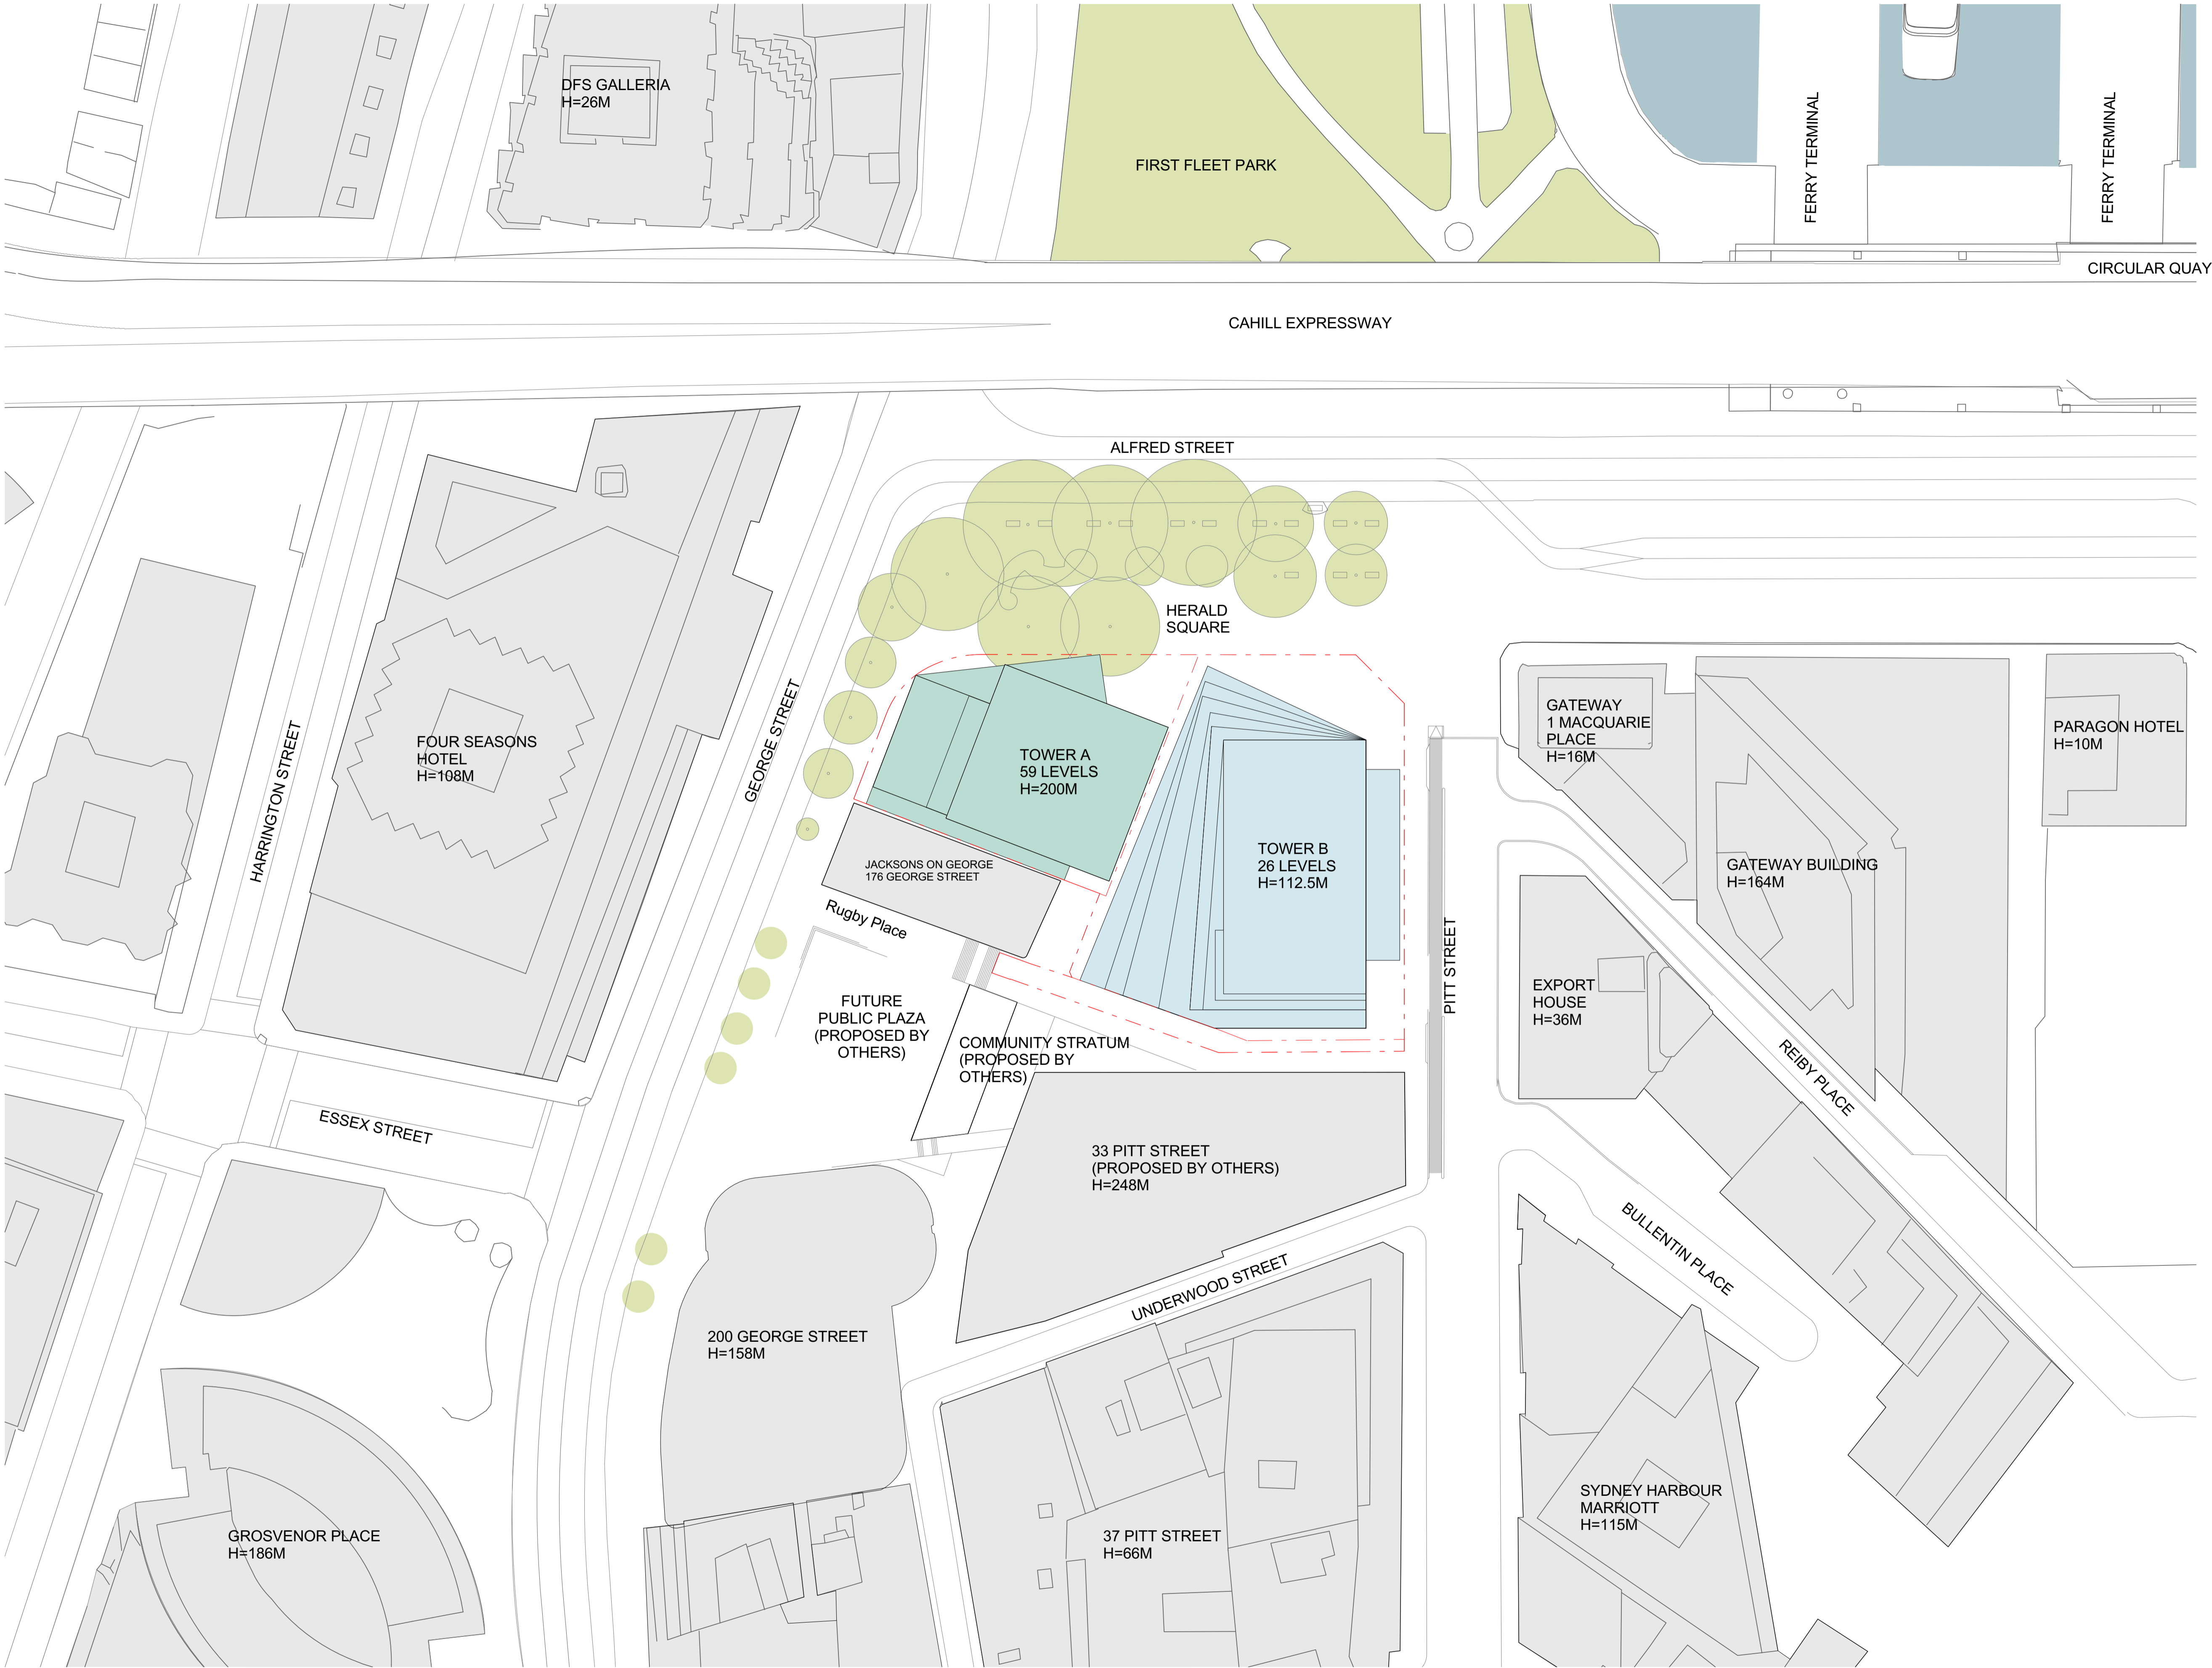 DFS GALLERIA
H=26M
FIRST FLEET PARK
FERRY TERMINAL
FERRY TERMINAL
CIRCULAR QUAY
CAHILL EXPRESSWAY
ALFRED STREET
HERALD
SQUARE
HARRINGTON STREET
FOUR SEASONS
HOTEL
H=108M
GEORGE STREET
TOWER A
59 LEVELS
H=200M
TOWER B
26 LEVELS
H=112.5M
GATEWAY
1 MACQUARIE
PLACE
H=16M
PARAGON HOTEL
H=10M
GATEWAY BUILDING
H=164M
JACKSONS ON GEORGE
176 GEORGE STREET
Rugby Place
PITT STREET
EXPORT
HOUSE
H=36M
FUTURE
PUBLIC PLAZA
(PROPOSED BY
OTHERS)
COMMUNITY STRATUM
(PROPOSED BY
OTHERS)
REIBY PLACE
ESSEX STREET
33 PITT STREET
(PROPOSED BY OTHERS)
H=248M
BULLENTIN PLACE
UNDERWOOD STREET
200 GEORGE STREET
H=158M
GROSVENOR PLACE
H=186M
37 PITT STREET
H=66M
SYDNEY HARBOUR
MARRIOTT
H=115M